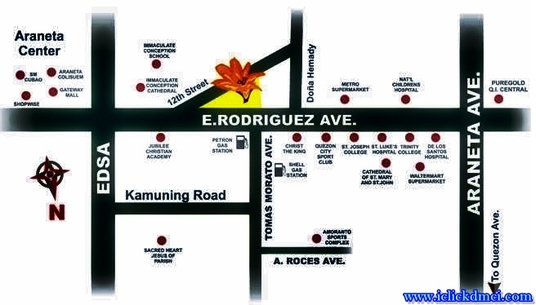 Araneta
Center
SM
CUBAO
ARANETA
COLISUEM
GATEWAY
MALL
SHOPWISE
IMMACULATE
CONCEPTION
SCHOOL
IMMACULATE
CONCEPTION
CATHEDRAL
12th Street
Doña Hemady
METRO
SUPERMARKET
NAT'L
CHILDRENS
HOSPITAL
PUREGOLD
Q.I. CENTRAL
E.RODRIGUEZ AVE.
EDSA
ARANETA AVE.
JUBILEE
CHRISTIAN
ACADEMY
PETRON
GAS
STATION
TOMAS MORATO AVE.
CHRIST
THE KING
SHELL
GAS
STATION
QUEZON
CITY
SPORT
CLUB
ST. JOSEPH
COLLEGE
ST. LUKE'S
HOSPITAL
TRINITY
COLLEGE
DE LOS
SANTOS
HOSPITAL
CATHEDRAL
OF ST. MARY
AND ST.JOHN
WALTERMART
SUPERMARKET
N
Kamuning Road
SACRED HEART
JESUS OF
PARISH
AMORANTO
SPORTS
COMPLEX
A. ROCES AVE.
To Quezon Ave.
www.iclickdmci.com